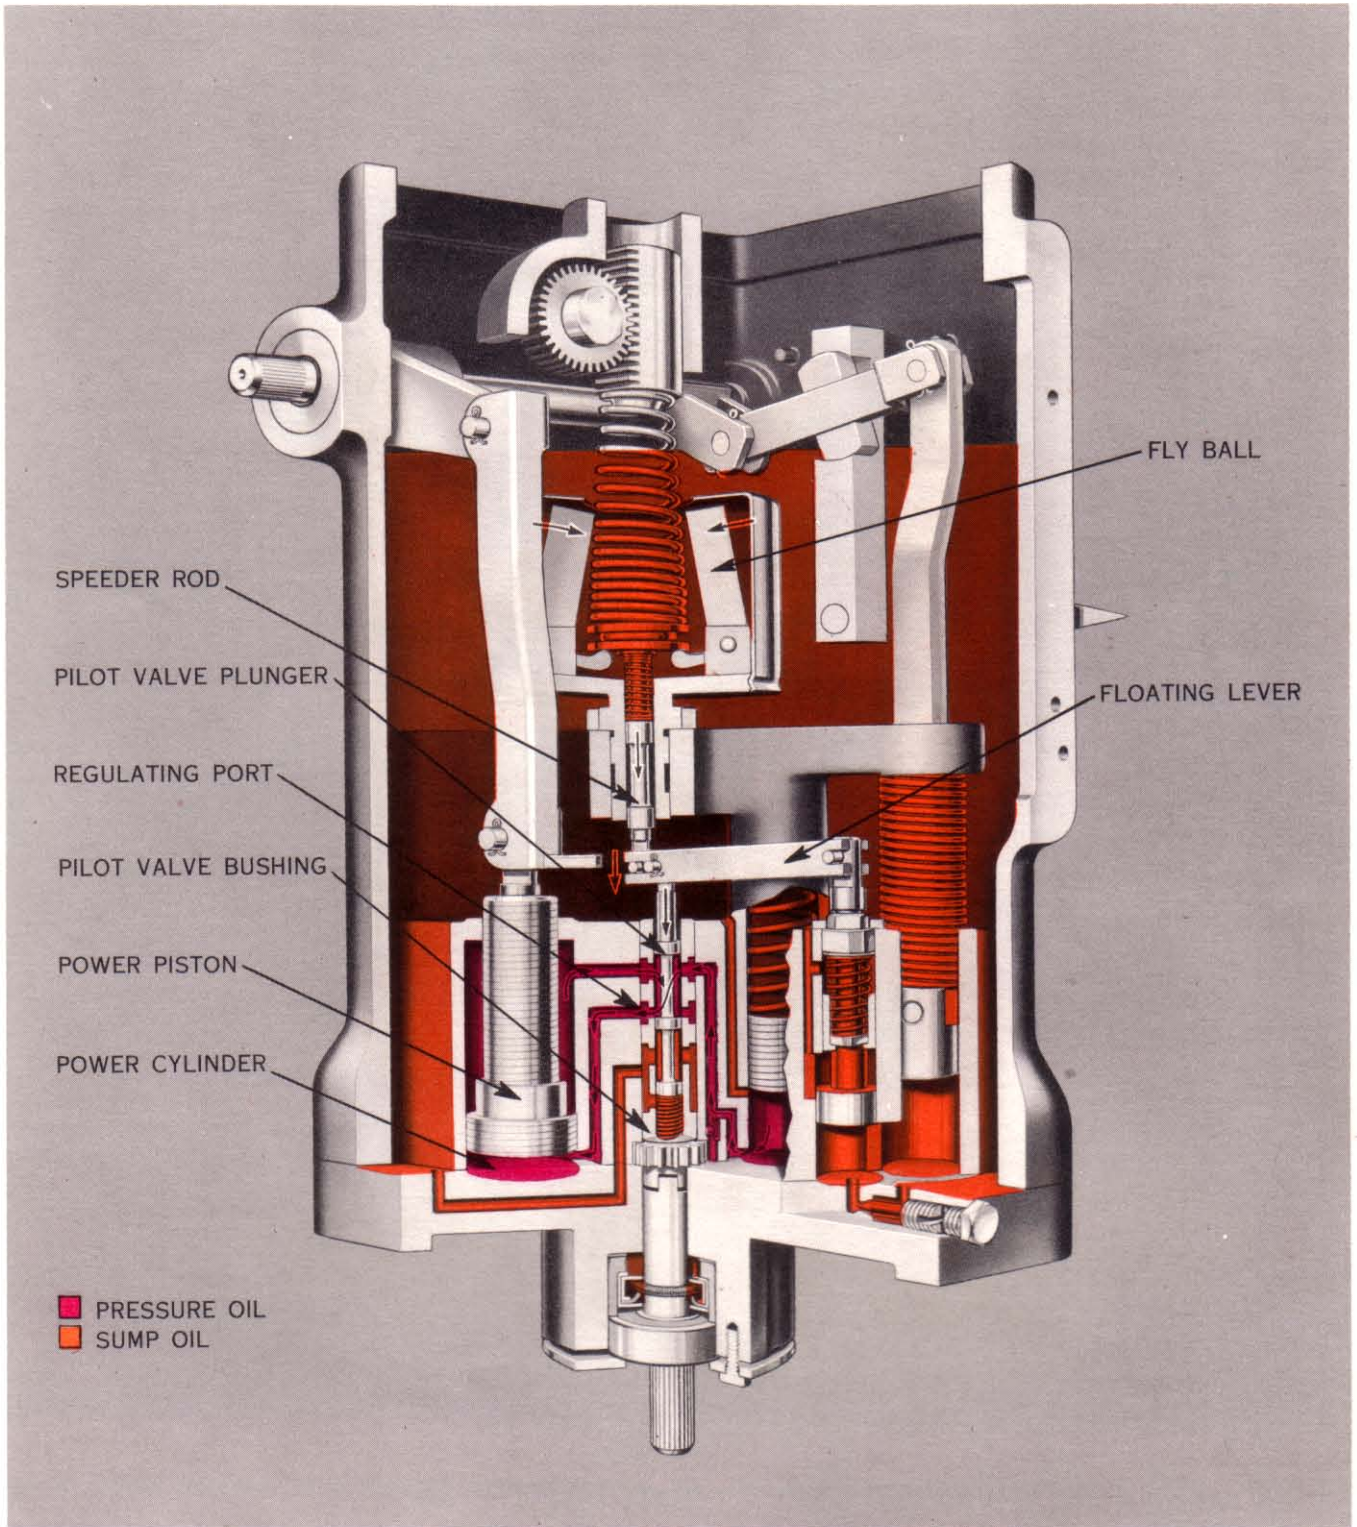 FLY BALL
SPEEDER ROD
PILOT VALVE PLUNGER
FLOATING LEVER
REGULATING PORT
PILOT VALVE BUSHING
POWER PISTON
POWER CYLINDER
PRESSURE OIL
SUMP OIL